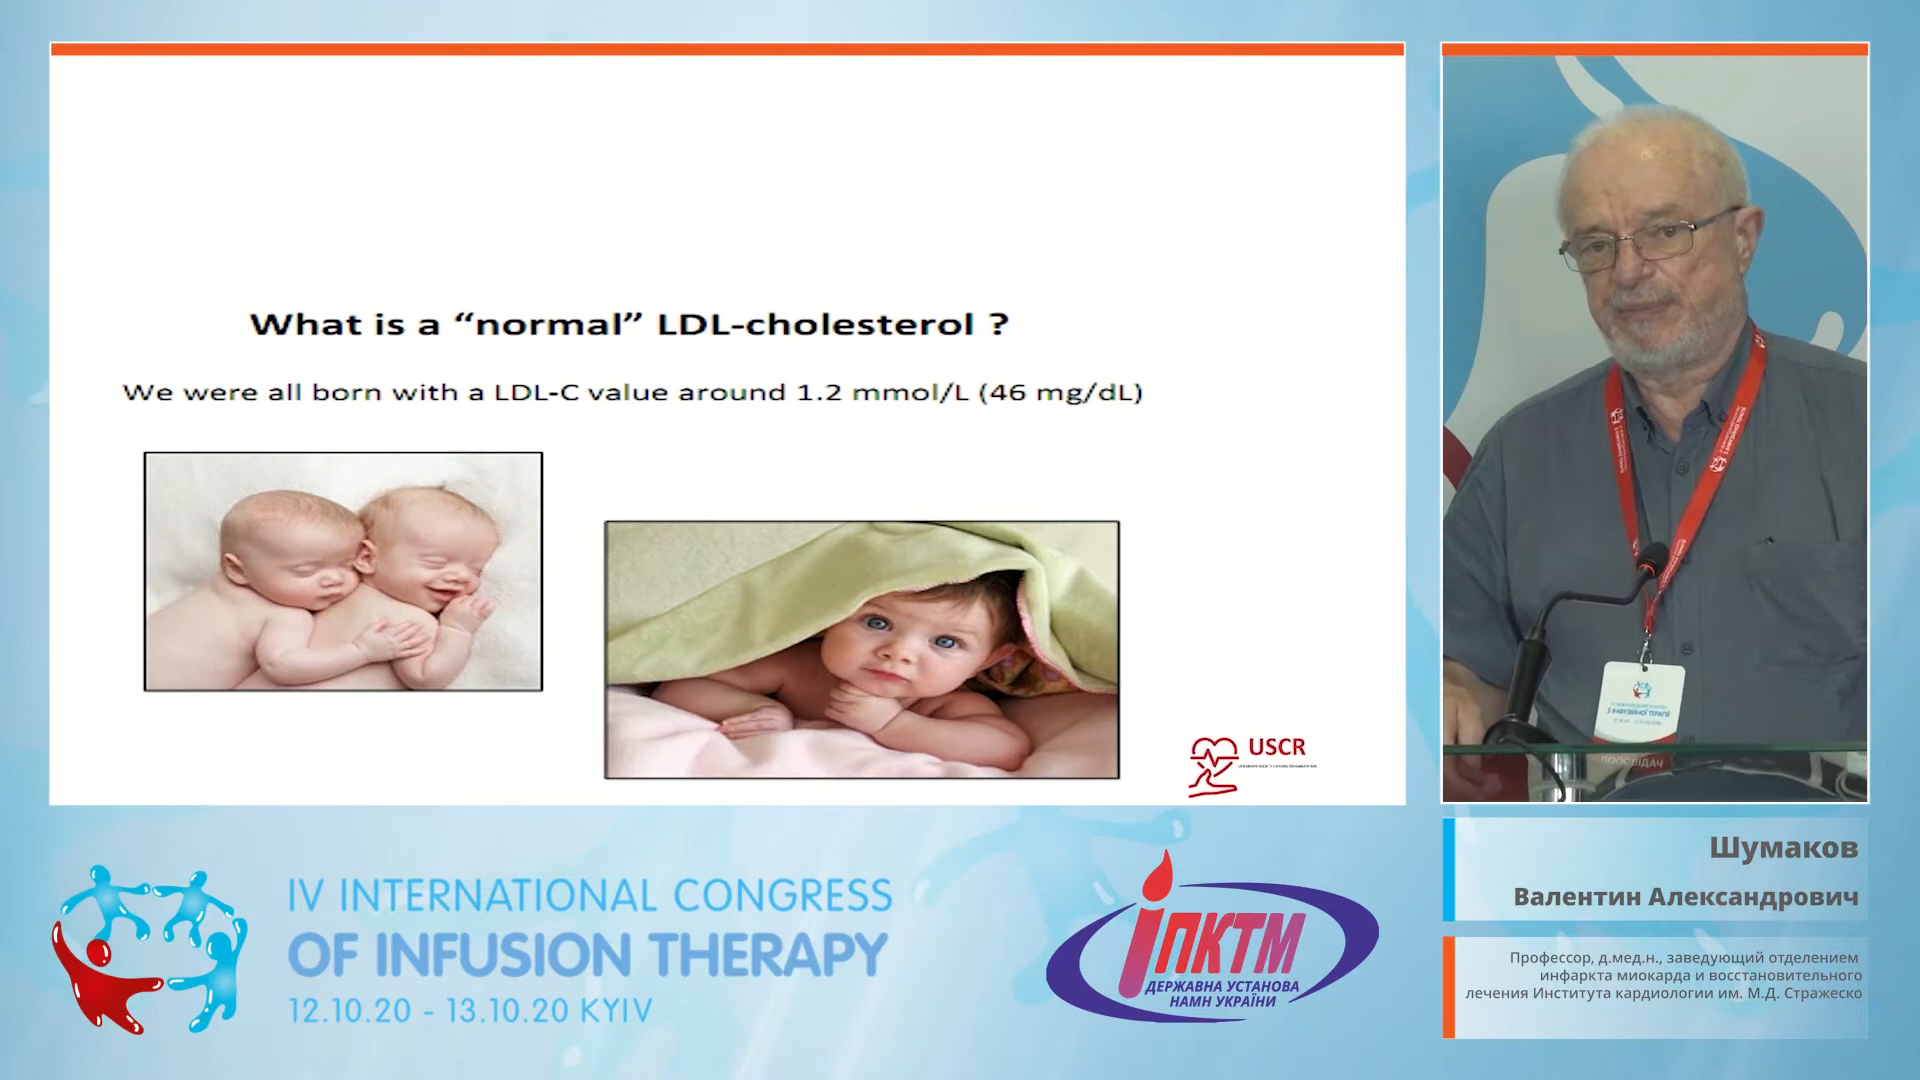 What is a “normal” LDL-cholesterol ?
We were all born with a LDL-C value around 1.2 mmol/L (46 mg/dL)
USCR
ДОПОВІДАЧ
IV INTERNATIONAL CONGRESS
OF INFUSION THERAPY
12.10.20 - 13.10.20 KYIV
ІПКТМ
ДЕРЖАВНА УСТАНОВА
НАМН УКРАЇНИ
Шумаков
Валентин Александрович
Профессор, д.мед.н., заведующий отделением
инфаркта миокарда и восстановительного
лечения Института кардиологии им. М.Д. Стражеско